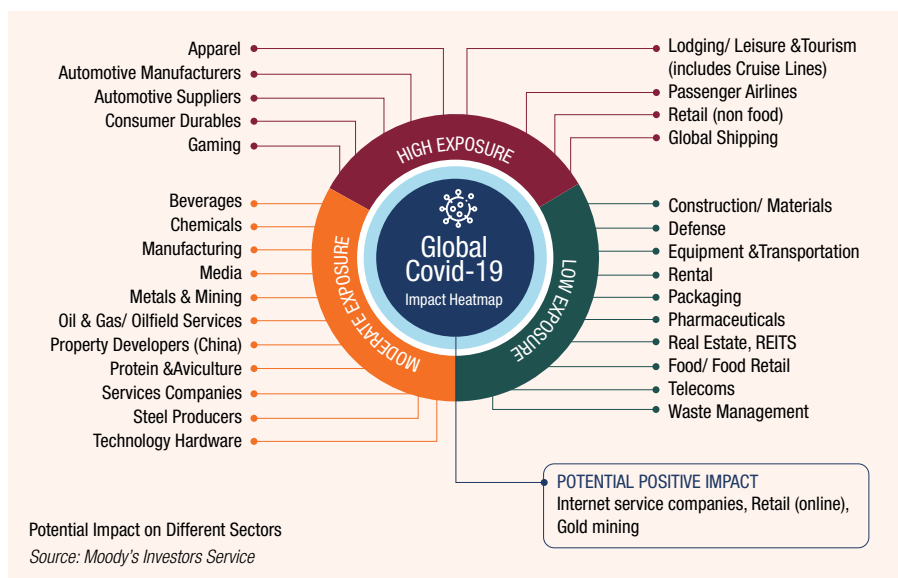 Apparel
Automotive Manufacturers
Automotive Suppliers
Consumer Durables
Gaming
Lodging/ Leisure &Tourism
(includes Cruise Lines)
Passenger Airlines
Retail (non food)
Global Shipping
HIGH EXPOSURE
Beverages
Chemicals
Manufacturing
Media
Metals & Mining
Oil & Gas/ Oilfield Services
Property Developers (China)
Protein &Aviculture
Services Companies
Steel Producers
Technology Hardware
MODERATE EXPOSURE
Global
Covid-19
Impact Heatmap
LOW EXPOSURE
Construction/ Materials
Defense
Equipment &Transportation
Rental
Packaging
Pharmaceuticals
Real Estate, REITS
Food/ Food Retail
Telecoms
Waste Management
POTENTIAL POSITIVE IMPACT
Internet service companies, Retail (online),
Gold mining
Potential Impact on Different Sectors
Source: Moody's Investors Service